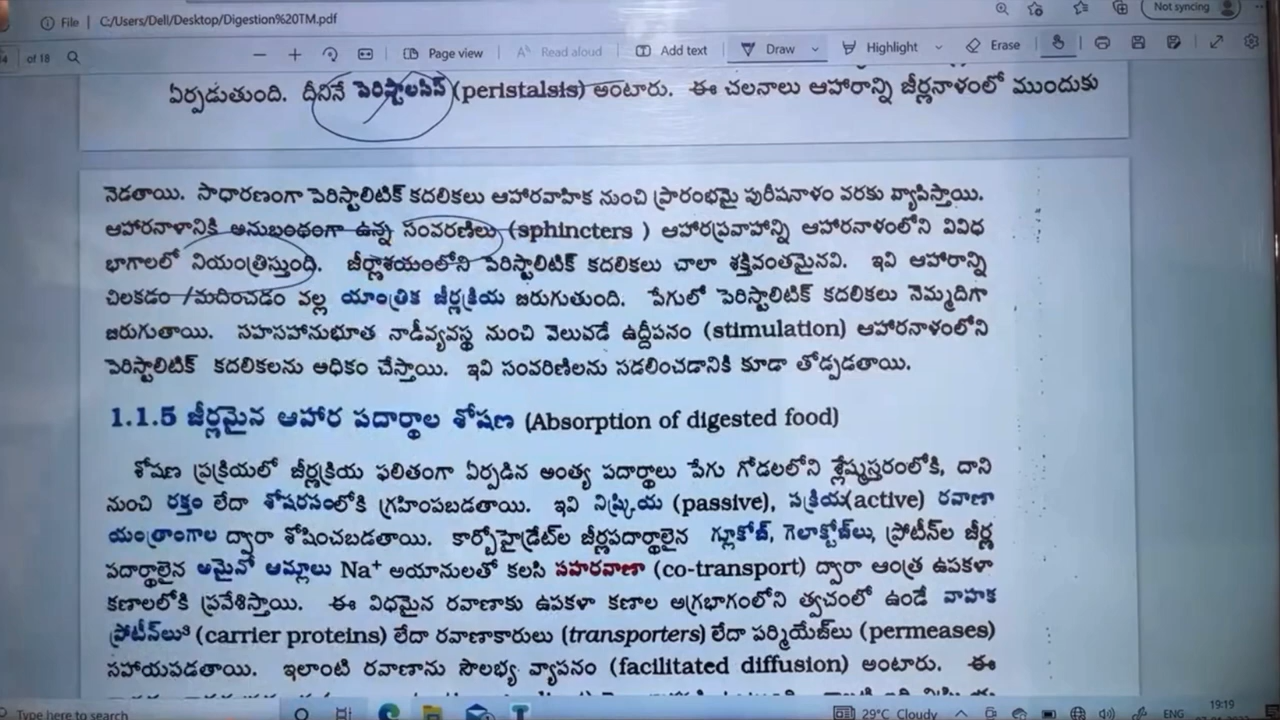 File | C:/Users/Dell/Desktop/Digestion%20TM.pdf
Not syncing
4 of 18 Page view Read aloud Add text Draw Highlight Erase
ఏర్పడుతుంది. దీనినే పెరిస్టాలసిస్ (peristalsis) అంటారు. ఈ చలనాలు ఆహారాన్ని జీర్ణనాళంలో ముందుకు
నెడతాయి. సాధారణంగా పెరిస్టాలిటిక్ కదలికలు ఆహారవాహిక నుంచి ప్రారంభమై పురీషనాళం వరకు వ్యాపిస్తాయి.
ఆహారనాళానికి అనుబంధంగా ఉన్న సంవరణిలు (sphincters ) ఆహారప్రవాహాన్ని ఆహారనాళంలోని వివిధ
భాగాలలో నియంత్రిస్తుంది. జీర్ణాశయంలోని పెరిస్టాలిటిక్ కదలికలు చాలా శక్తివంతమైనవి. ఇవి ఆహారాన్ని
చిలకడం /మదించడం వల్ల యాంత్రిక జీర్ణక్రియ జరుగుతుంది. పేగులో పెరిస్టాలిటిక్ కదలికలు నెమ్మదిగా
జరుగుతాయి. సహసహానుభూత నాడీవ్యవస్థ నుంచి వెలువడే ఉద్దీపనం (stimulation) ఆహారనాళంలోని
పెరిస్టాలిటిక్ కదలికలను అధికం చేస్తాయి. ఇవి సంవరిణిలను సడలించడానికి కూడా తోడ్పడతాయి.
1.1.5 జీర్ణమైన ఆహార పదార్థాల శోషణ (Absorption of digested food)
శోషణ ప్రక్రియలో జీర్ణక్రియ ఫలితంగా ఏర్పడిన అంత్య పదార్థాలు పేగు గోడలలోని శ్లేష్మస్తరంలోకి, దాని
నుంచి రక్తం లేదా శోషరసంలోకి గ్రహింపబడతాయి. ఇవి నిష్క్రియ (passive), సక్రియ(active) రవాణా
యంత్రాంగాల ద్వారా శోషించబడతాయి. కార్బోహైడ్రేట్‌ల జీర్ణపదార్థాలైన గ్లూకోజ్, గెలాక్టోజ్‌లు, ప్రోటీన్‌ల జీర్ణ
పదార్థాలైన అమైనో ఆమ్లాలు Na⁺ అయానులతో కలసి సహరవాణా (co-transport) ద్వారా ఆంత్ర ఉపకళా
కణాలలోకి ప్రవేశిస్తాయి. ఈ విధమైన రవాణాకు ఉపకళా కణాల అగ్రభాగంలోని త్వచంలో ఉండే వాహక
ప్రోటీన్‌లు³ (carrier proteins) లేదా రవాణాకారులు (transporters) లేదా పర్మియేజ్‌లు (permeases)
సహాయపడతాయి. ఇలాంటి రవాణాను సౌలభ్య వ్యాపనం (facilitated diffusion) అంటారు. ఈ
Type here to search 29°C Cloudy ENG 19:19